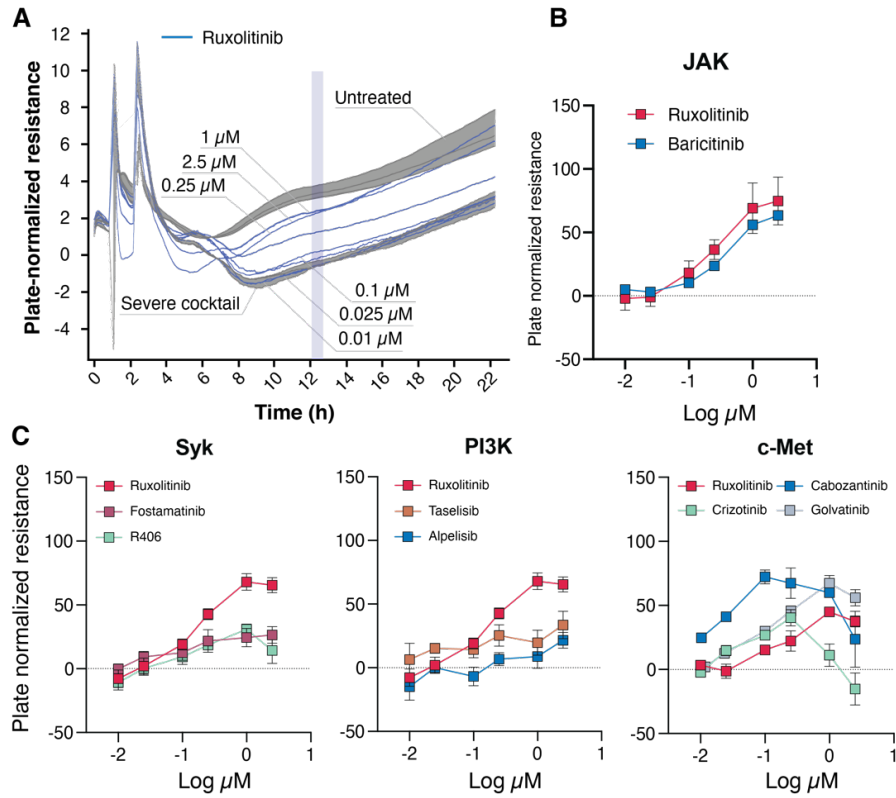 A
Plate-normalized resistance
12
10
8
6
4
2
0
-2
-4
Ruxolitinib
Untreated
1 µM
2.5 µM
0.25 µM
Severe cocktail
0.1 µM
0.025 µM
0.01 µM
0 2 4 6 8 10 12 14 16 18 20 22
Time (h)
B
JAK
Plate normalized resistance
150
100
50
0
-50
Ruxolitinib
Baricitinib
-2 -1 0 1
Log µM
C
Plate normalized resistance
Syk
150
100
50
0
-50
Ruxolitinib
Fostamatinib
R406
-2 -1 0 1
Log µM
PI3K
150
100
50
0
-50
Ruxolitinib
Taselisib
Alpelisib
-2 -1 0 1
Log µM
c-Met
150
100
50
0
-50
Ruxolitinib Cabozantinib
Crizotinib Golvatinib
-2 -1 0 1
Log µM